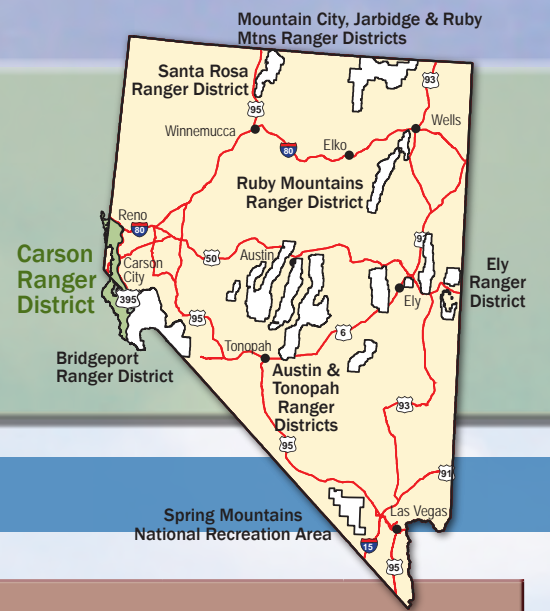 Mountain City, Jarbidge & Ruby
Mtns Ranger Districts
Santa Rosa
Ranger District
93
95
Winnemucca
Wells
80
Elko
Ruby Mountains
Ranger District
Reno
80
Carson
Ranger
District
Carson
City
50
Austin
Ely
Ranger
District
395
Ely
95
6
Tonopah
Bridgeport
Ranger District
Austin &
Tonopah
Ranger
Districts
93
95
91
Spring Mountains
National Recreation Area
Las Vegas
15
95